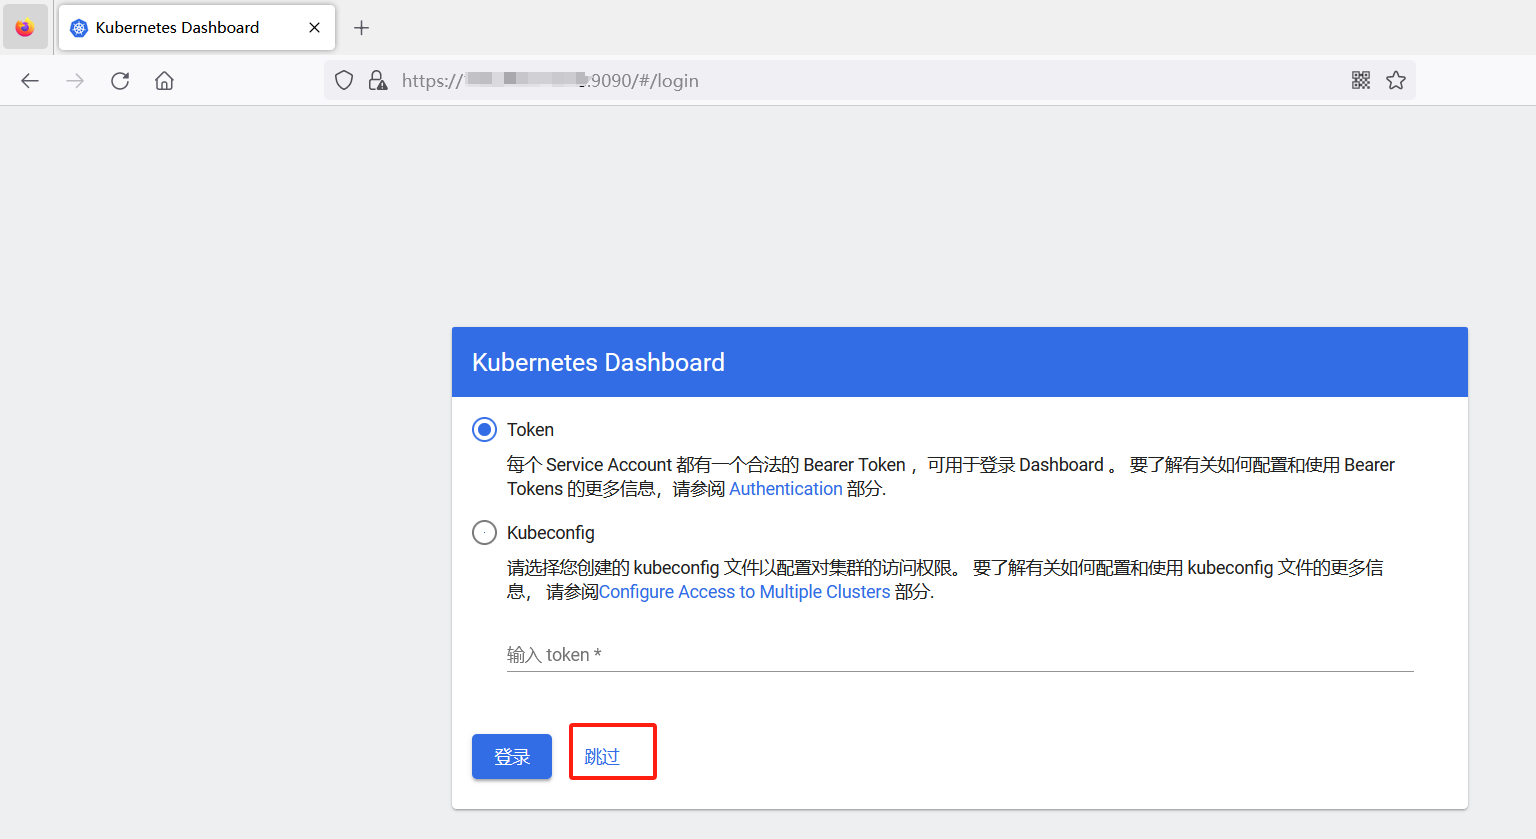 Kubernetes Dashboard
https:// :9090/#/login
Kubernetes Dashboard
Token
每个 Service Account 都有一个合法的 Bearer Token ，可用于登录 Dashboard 。 要了解有关如何配置和使用 Bearer
Tokens 的更多信息，请参阅 Authentication 部分.
Kubeconfig
请选择您创建的 kubeconfig 文件以配置对集群的访问权限。 要了解有关如何配置和使用 kubeconfig 文件的更多信
息， 请参阅Configure Access to Multiple Clusters 部分.
输入 token *
登录 跳过